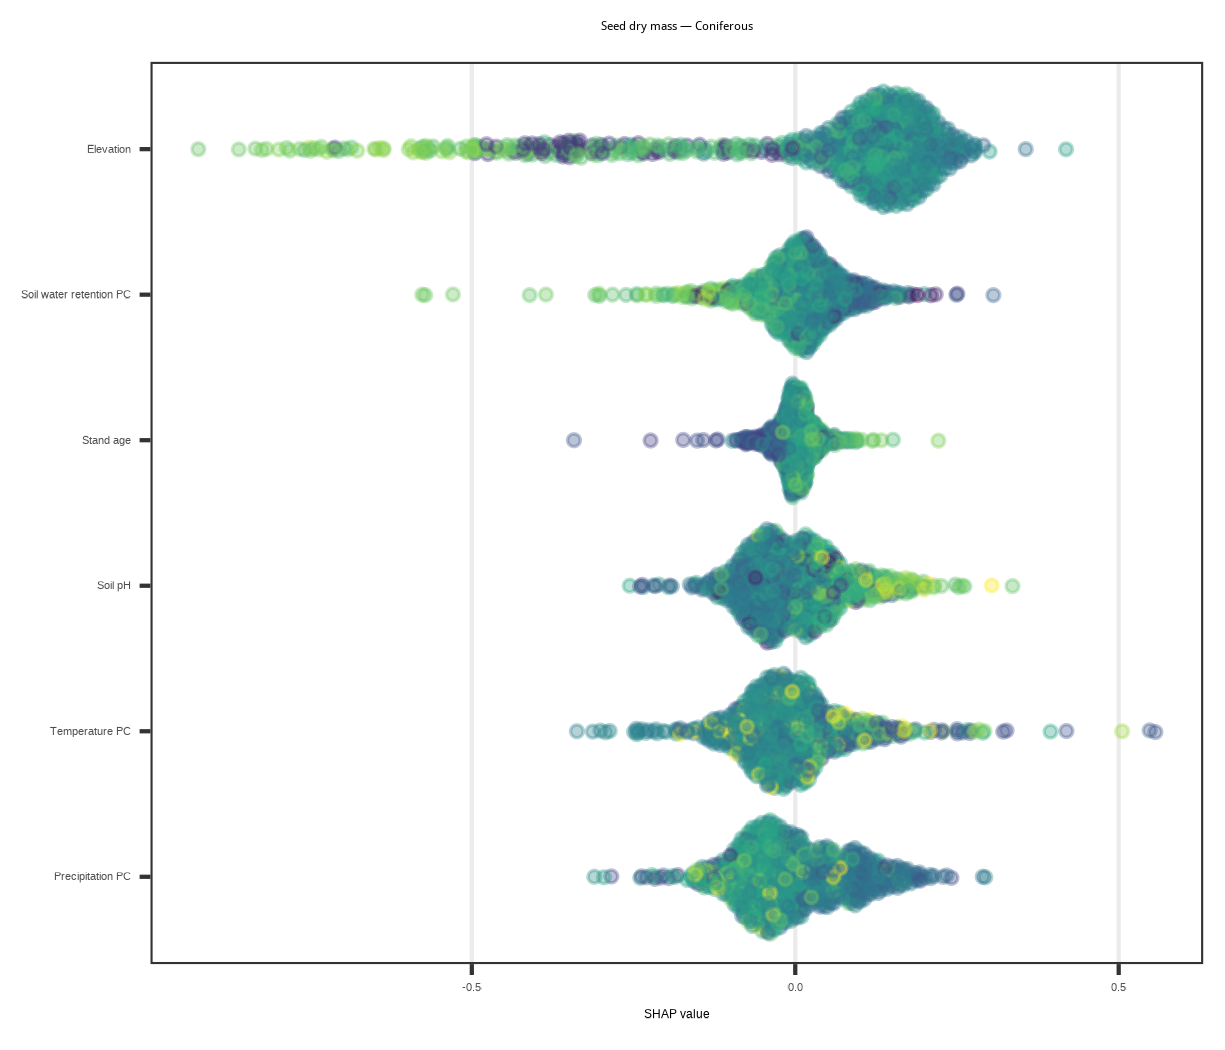 Seed dry mass — Coniferous
Elevation
Soil water retention PC
Stand age
Soil pH
Temperature PC
Precipitation PC
-0.5
0.0
0.5
SHAP value